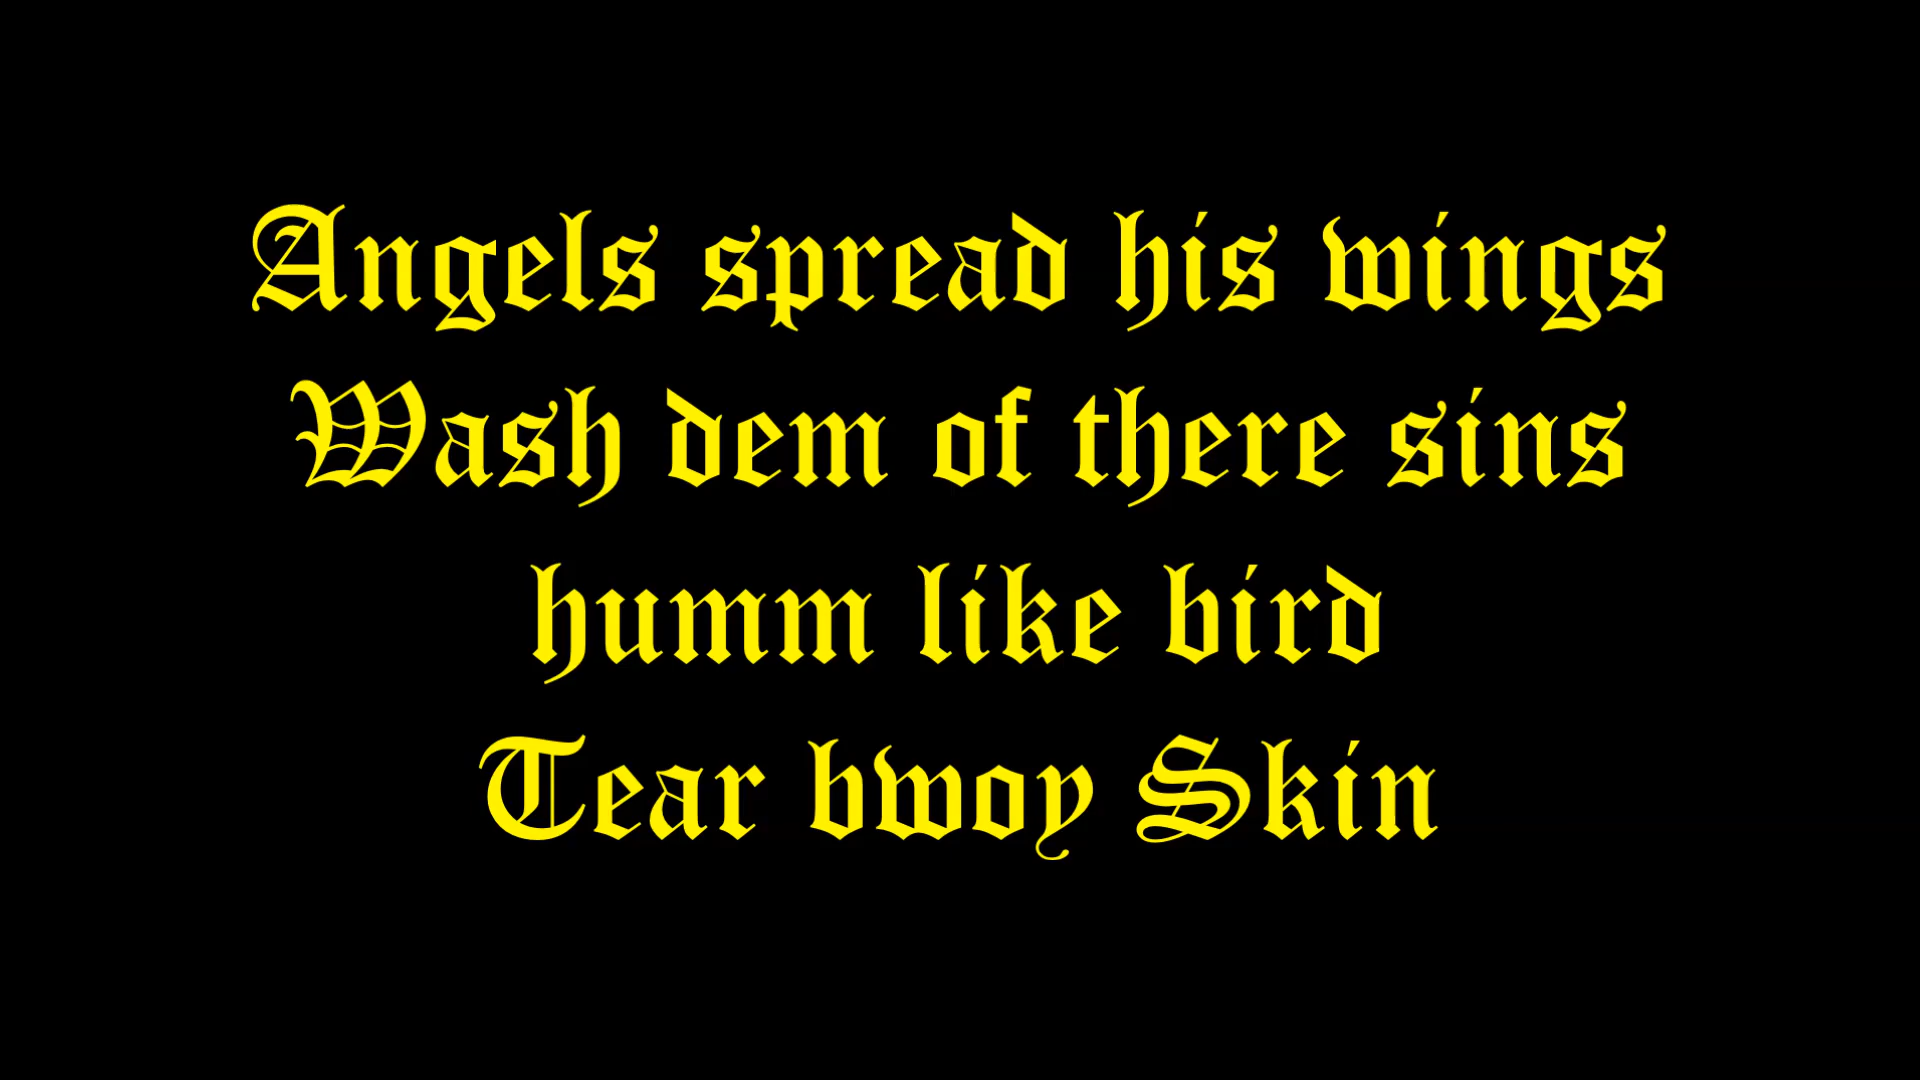 Angels spread his wings
Wash dem of there sins
humm like bird
Tear bwoy Skin